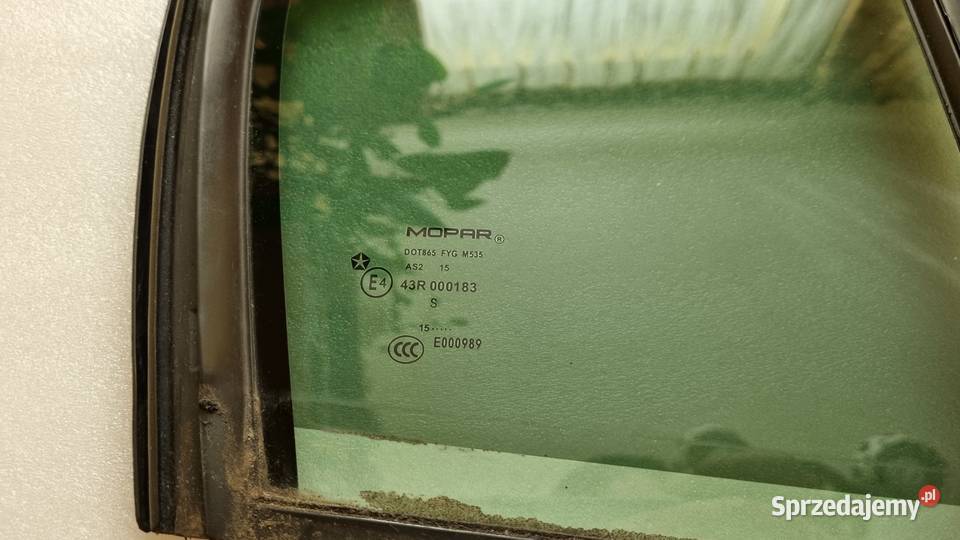 MOPAR®
DOT865 FYG M535
AS2 15
E4 43R 000183
S
15·····
CCC E000989
Sprzedajemy.pl